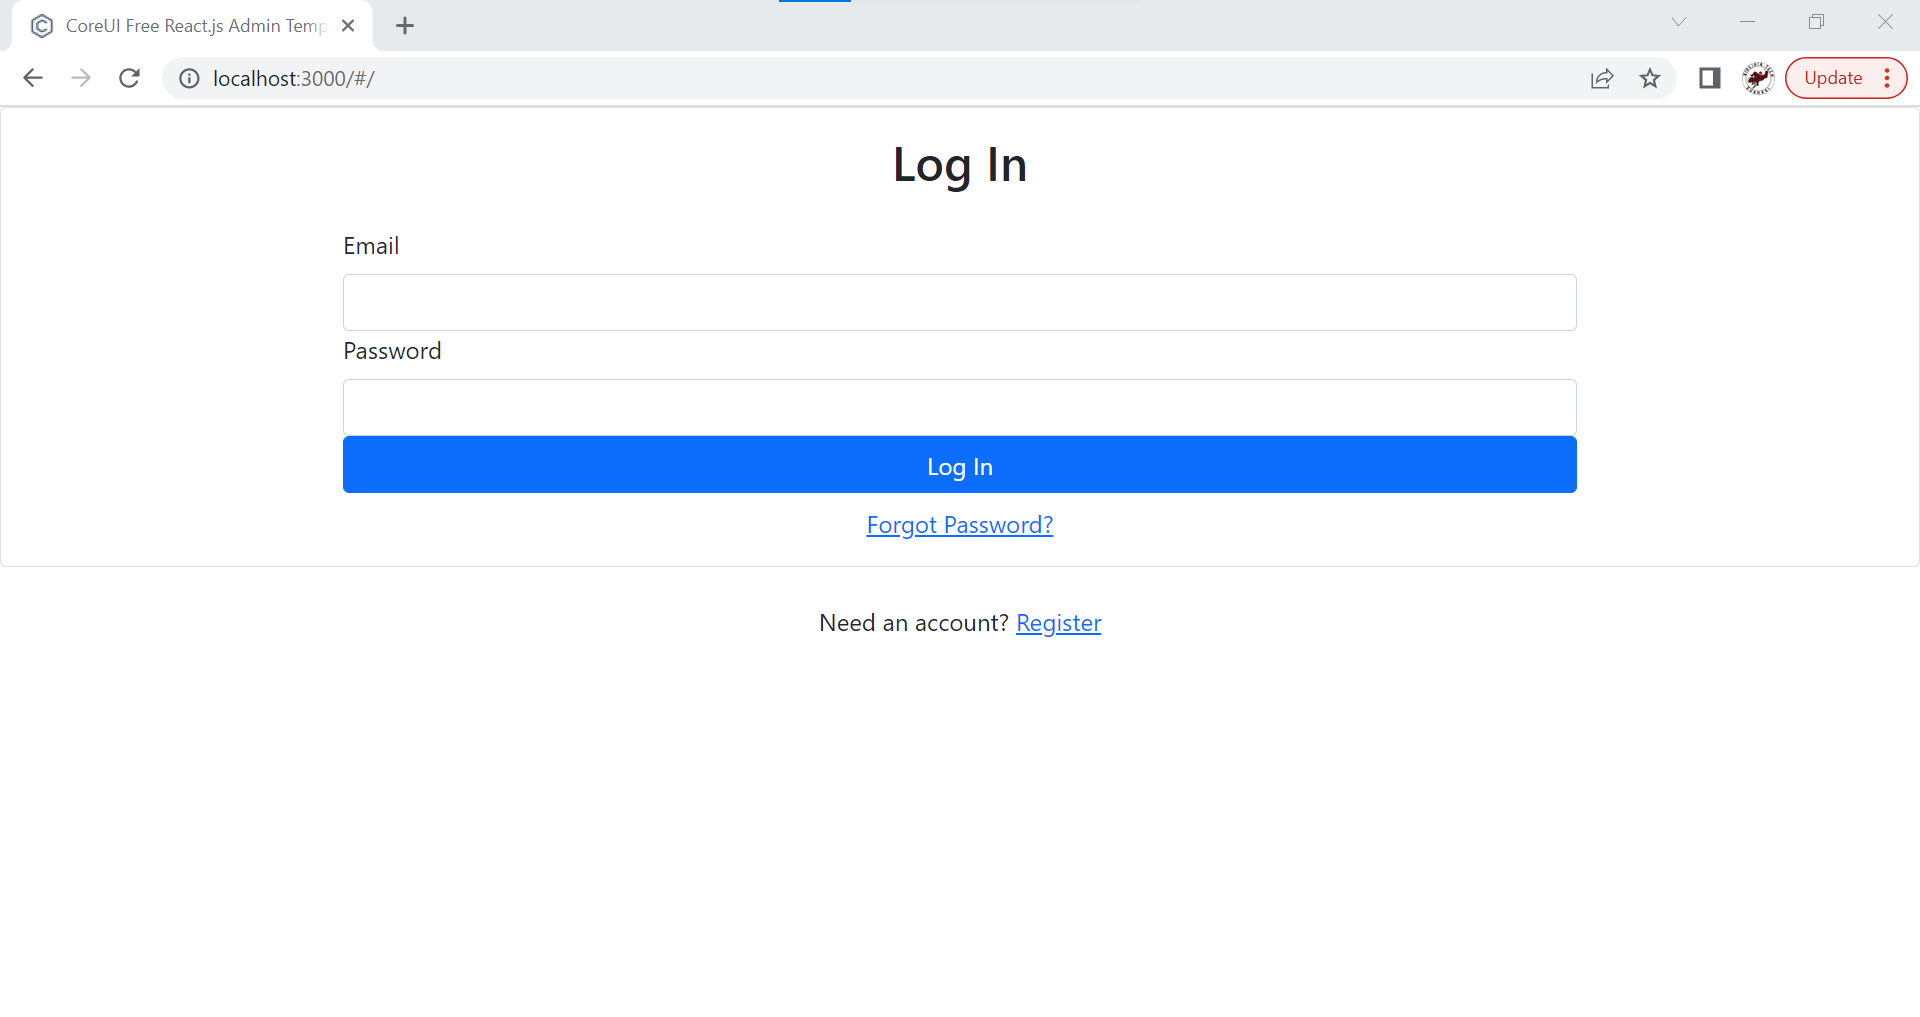 CoreUI Free React.js Admin Temp
localhost:3000/#/
Update
Log In
Email
Password
Log In
Forgot Password?
Need an account? Register